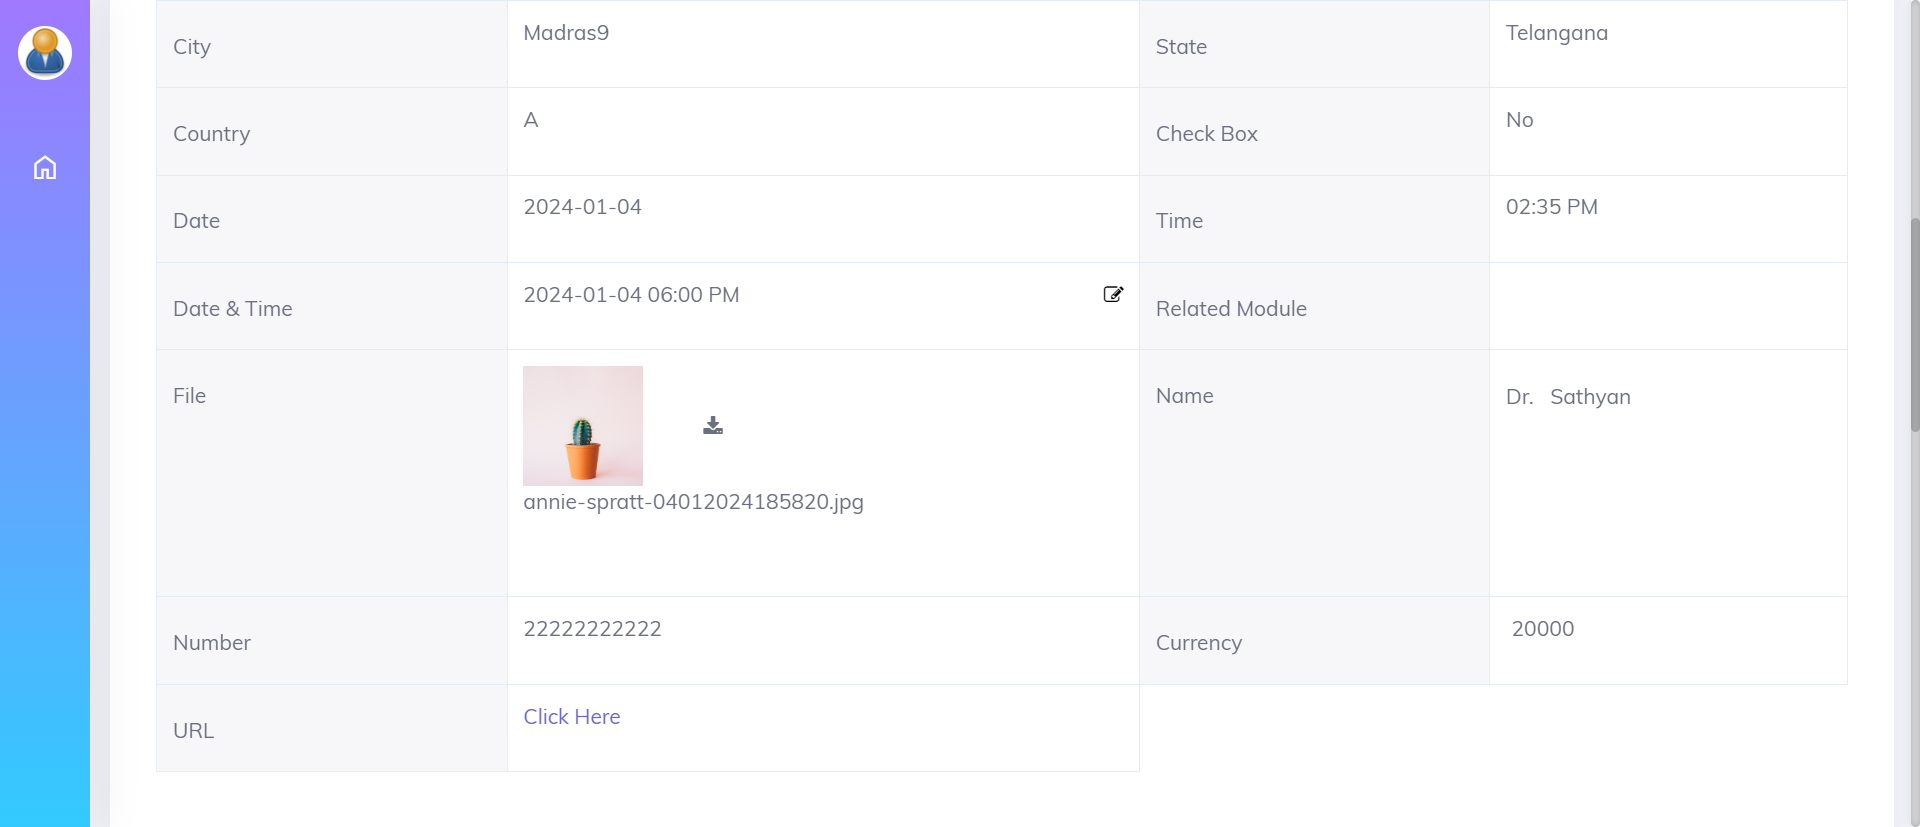 City
Madras9
State
Telangana
Country
A
Check Box
No
Date
2024-01-04
Time
02:35 PM
Date & Time
2024-01-04 06:00 PM
Related Module
File
annie-spratt-04012024185820.jpg
Name
Dr. Sathyan
Number
22222222222
Currency
20000
URL
Click Here